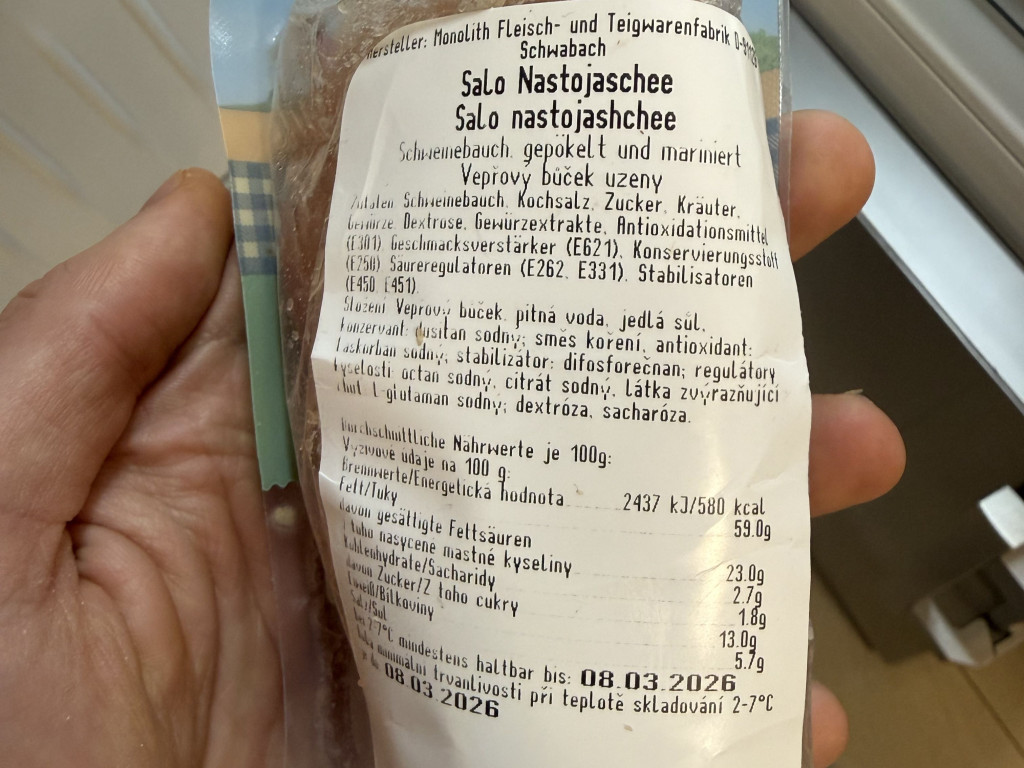 Hersteller: Monolith Fleisch- und Teigwarenfabrik
Schwabach
Salo Nastojaschee
Salo nastojashchee
Schweinebauch, gepökelt und mariniert
Vepřový bůček uzeny
Zutaten Schweinebauch, Kochsalz, Zucker, Kräuter,
Gewürze, Dextrose, Gewürzextrakte, Antioxidationsmittel
(E301) Geschmacksverstärker (E621), Konservierungsstoff
(E250) Säureregulatoren (E262, E331), Stabilisatoren
(E450, E451).
Složení Vepřový bůček, pitná voda, jedlá sůl,
konzervant: dusitan sodný; směs koření, antioxidant:
Laskorban sodný; stabilizátor: difosforečnan; regulátory
kyselosti: octan sodný, citrát sodný, látka zvýrazňující
chuť L-glutaman sodný; dextróza, sacharóza.
Durchschnittliche Nährwerte je 100g:
Vyzivové údaje na 100 g:
Brennwerte/Energetická hodnota 2437 kJ/580 kcal
Fett/Tuky 59.0g
davon gesättigte Fettsäuren
z toho nasycené mastné kyseliny 23.0g
Kohlenhydrate/Sacharidy 2.7g
davon Zucker/Z toho cukry 1.8g
Eiweiß/Bílkoviny 13.0g
Salz/Sůl 5.7g
Bei 2-7°C mindestens haltbar bis: 08.03.2026
minimální trvanlivosti při teplotě skladování 2-7°C
08.03.2026